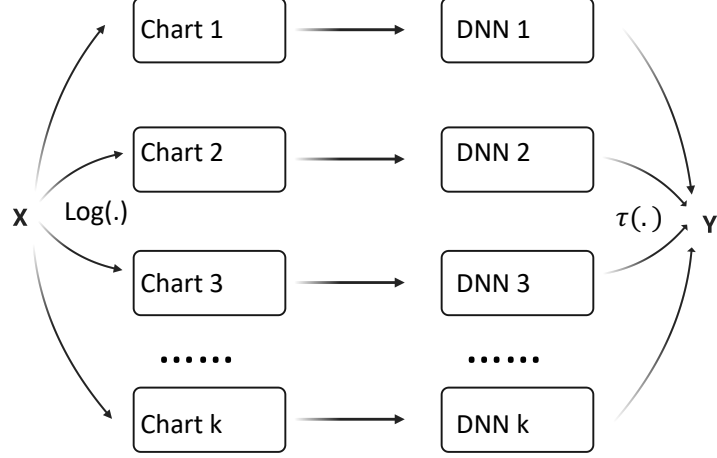 Chart 1 DNN 1
Chart 2 DNN 2
X Log(.) τ(.) Y
Chart 3 DNN 3
...... ......
Chart k DNN k